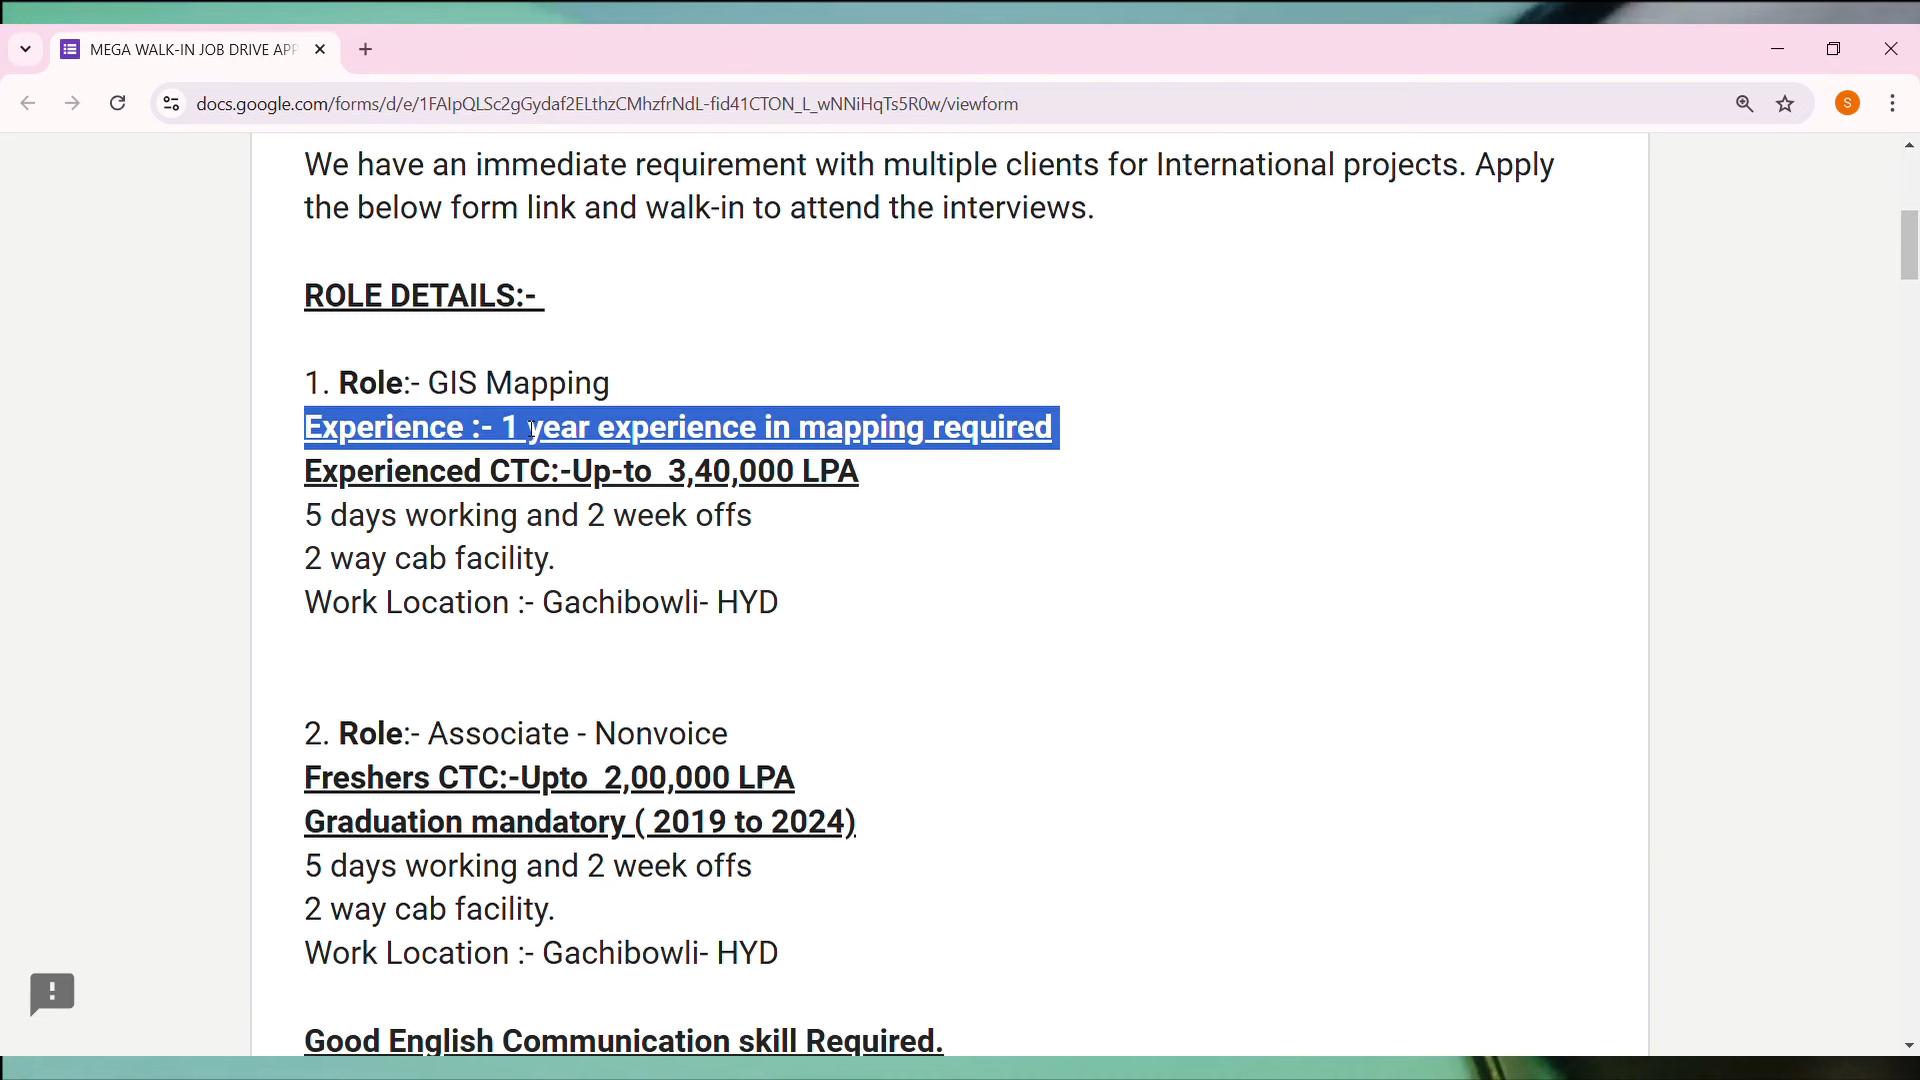 MEGA WALK-IN JOB DRIVE APP
docs.google.com/forms/d/e/1FAIpQLSc2gGydaf2ELthzCMhzfrNdL-fid41CTON_L_wNNiHqTs5R0w/viewform
S
We have an immediate requirement with multiple clients for International projects. Apply
the below form link and walk-in to attend the interviews.
ROLE DETAILS:-
1. Role:- GIS Mapping
Experience :- 1 year experience in mapping required
Experienced CTC:-Up-to  3,40,000 LPA
5 days working and 2 week offs
2 way cab facility.
Work Location :- Gachibowli- HYD
2. Role:- Associate - Nonvoice
Freshers CTC:-Upto  2,00,000 LPA
Graduation mandatory ( 2019 to 2024)
5 days working and 2 week offs
2 way cab facility.
Work Location :- Gachibowli- HYD
Good English Communication skill Required.